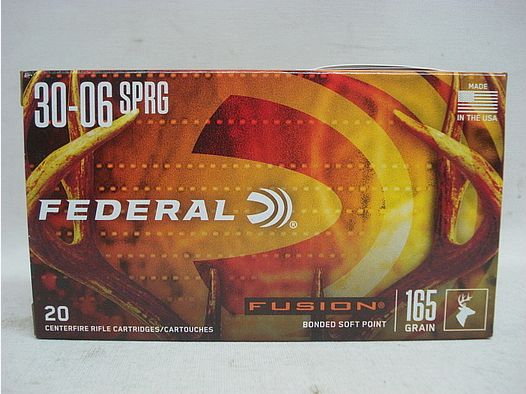 30-06 SPRG
MADE
IN THE USA
FEDERAL®
20
CENTERFIRE RIFLE CARTRIDGES/CARTOUCHES
FUSION®
BONDED SOFT POINT
165
GRAIN